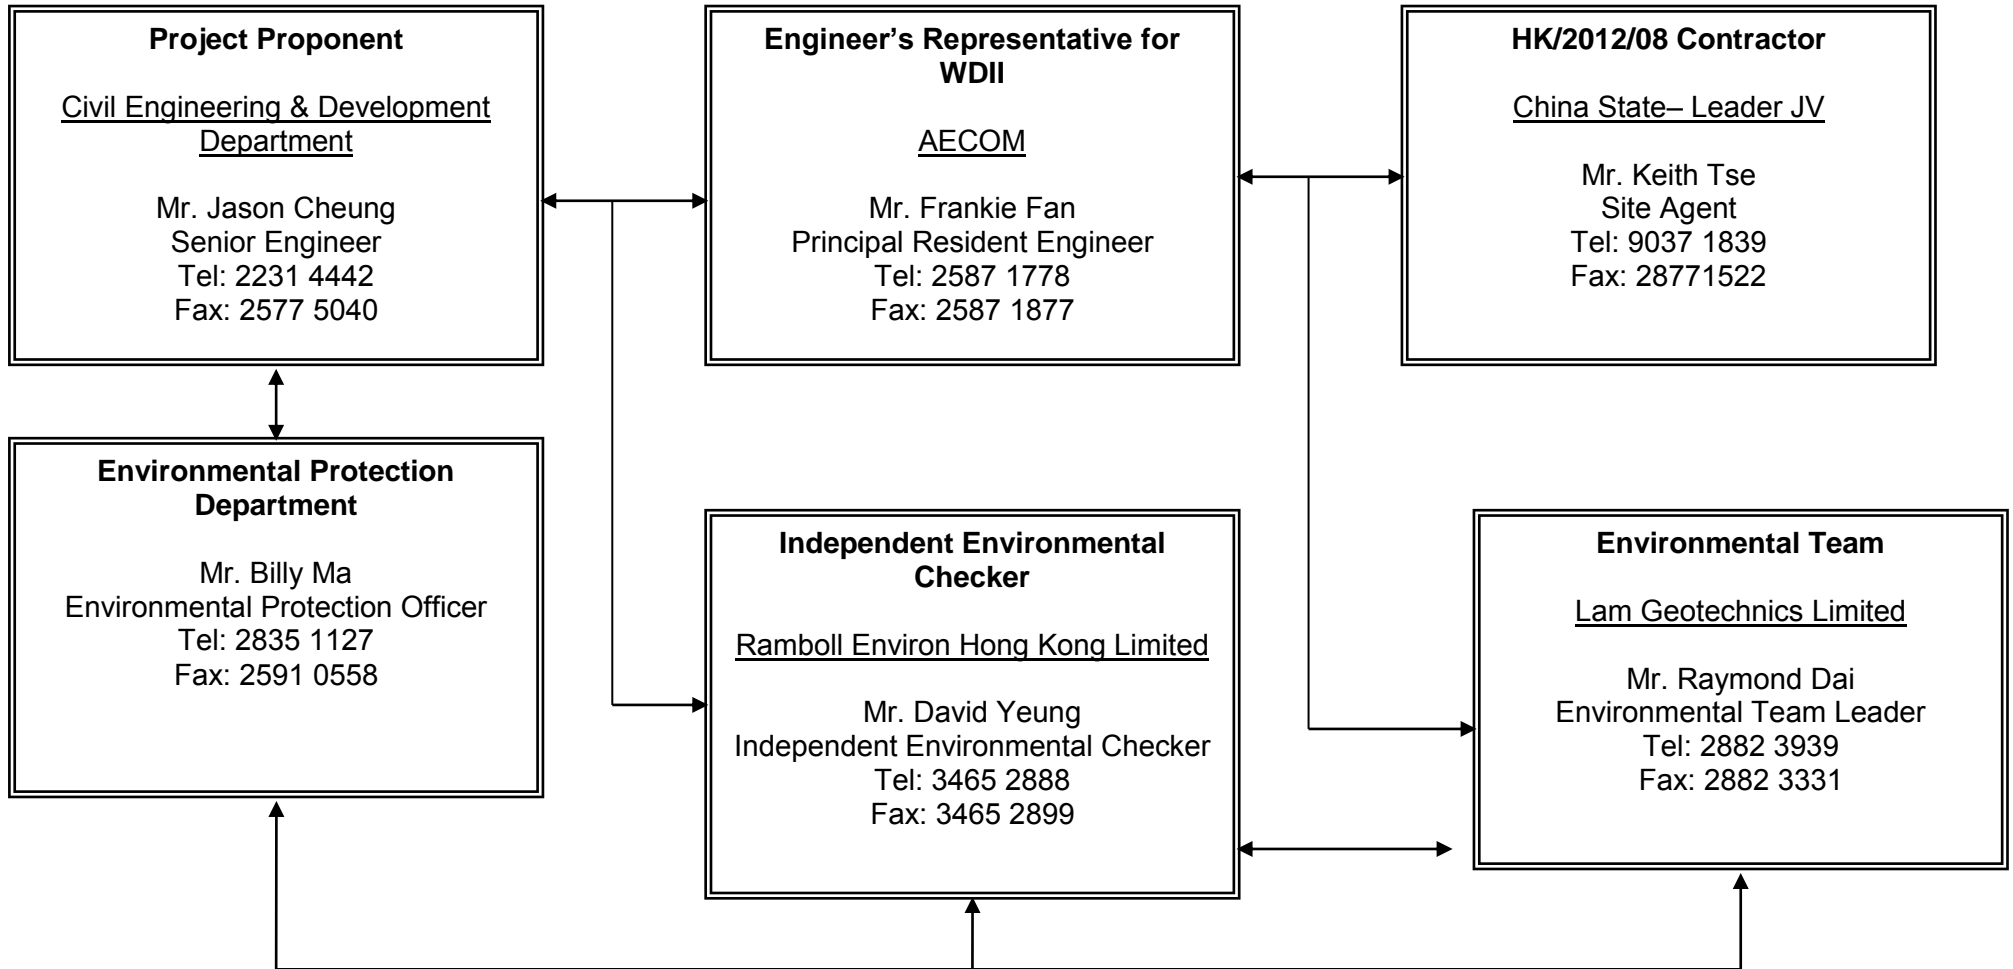 Project Proponent
Civil Engineering & Development
Department
Mr. Jason Cheung
Senior Engineer
Tel: 2231 4442
Fax: 2577 5040
Engineer’s Representative for
WDII
AECOM
Mr. Frankie Fan
Principal Resident Engineer
Tel: 2587 1778
Fax: 2587 1877
HK/2012/08 Contractor
China State– Leader JV
Mr. Keith Tse
Site Agent
Tel: 9037 1839
Fax: 28771522
Environmental Protection
Department
Mr. Billy Ma
Environmental Protection Officer
Tel: 2835 1127
Fax: 2591 0558
Independent Environmental
Checker
Ramboll Environ Hong Kong Limited
Mr. David Yeung
Independent Environmental Checker
Tel: 3465 2888
Fax: 3465 2899
Environmental Team
Lam Geotechnics Limited
Mr. Raymond Dai
Environmental Team Leader
Tel: 2882 3939
Fax: 2882 3331